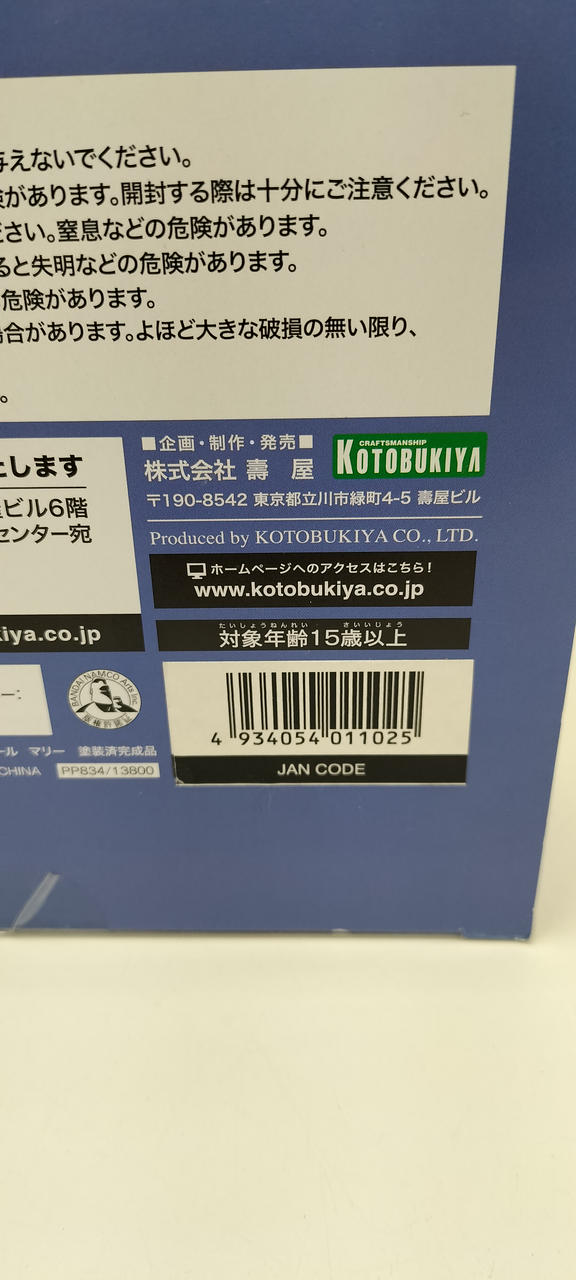 えないでください。
があります。開封する際は十分にご注意ください。
さい。窒息などの危険があります。
ると失明などの危険があります。
危険があります。
合があります。よほど大きな破損の無い限り、
。
たします
ビル6階
センター宛
iya.co.jp
■企画・制作・発売■
株式会社 壽 屋
CRAFTSMANSHIP
KOTOBUKIYA
〒190-8542 東京都立川市緑町4-5 壽屋ビル
Produced by KOTOBUKIYA CO., LTD.
ホームページへのアクセスはこちら!
www.kotobukiya.co.jp
たいしょうねんれい さいいじょう
対象年齢15歳以上
BANDAI NAMCO Arts Inc.
版権許諾証
4 934054 011025
JAN CODE
ール マリー 塗装済完成品
CHINA PP834/13800